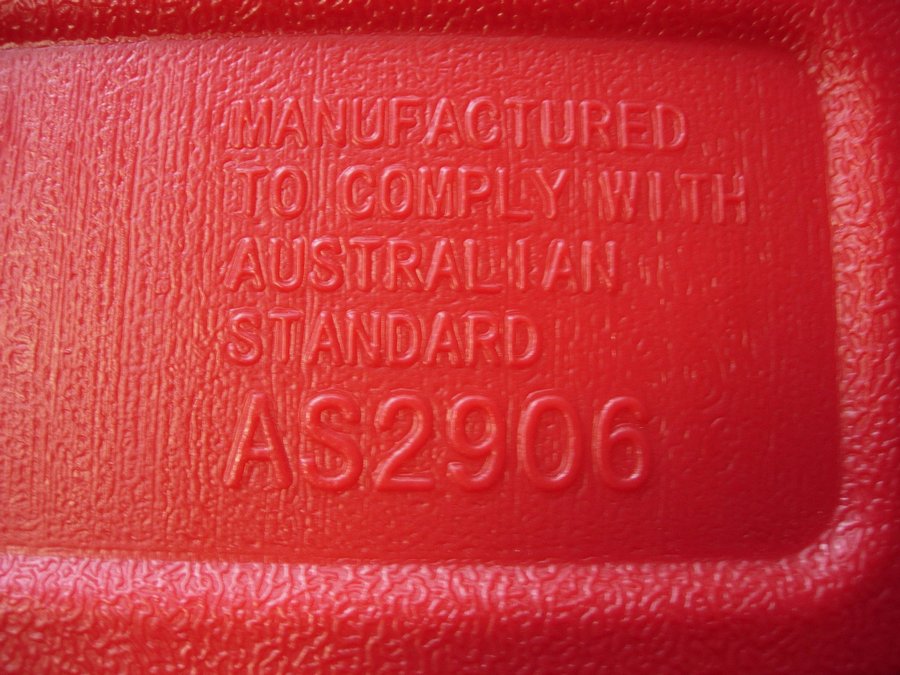 MANUFACTURED
TO COMPLY WITH
AUSTRALIAN
STANDARD
AS2906